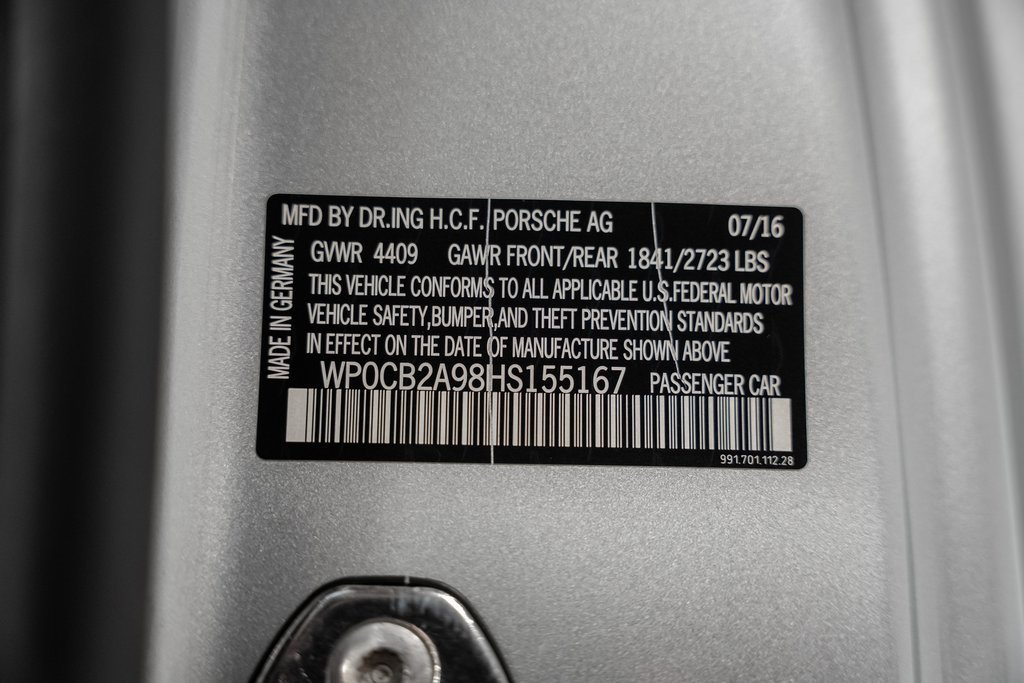 MFD BY DR.ING H.C.F. PORSCHE AG 07/16
GVWR 4409 GAWR FRONT/REAR 1841/2723 LBS
THIS VEHICLE CONFORMS TO ALL APPLICABLE U.S.FEDERAL MOTOR
VEHICLE SAFETY,BUMPER,AND THEFT PREVENTION STANDARDS
IN EFFECT ON THE DATE OF MANUFACTURE SHOWN ABOVE
WP0CB2A98HS155167 PASSENGER CAR
991.701.112.28
MADE IN GERMANY